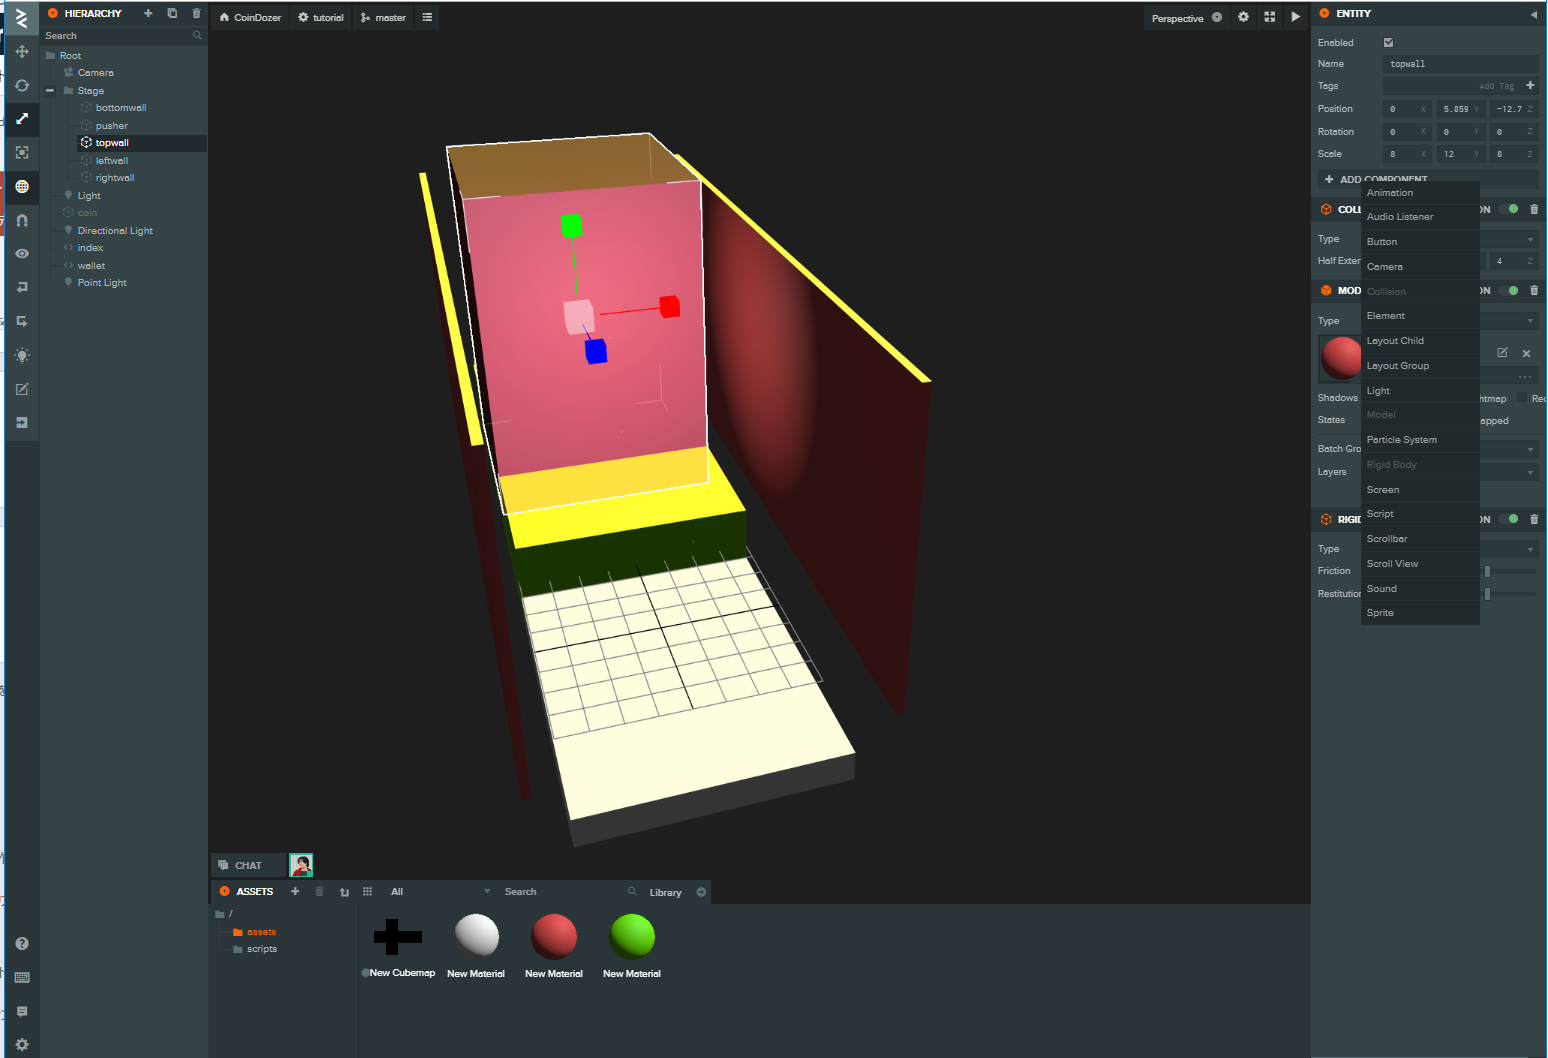 HIERARCHY
Search
Root
Camera
Stage
bottomwall
pusher
topwall
leftwall
rightwall
Light
coin
Directional Light
index
wallet
Point Light
CoinDozer
tutorial
master
Perspective
CHAT
ASSETS
All
Search
Library
/
assets
scripts
New Cubemap
New Material
New Material
New Material
ENTITY
Enabled
Name topwall
Tags Add Tag
Position 0 X 5.859 Y -12.7 Z
Rotation 0 X 0 Y 0 Z
Scale 8 X 12 Y 8 Z
ADD COMPONENT
Animation
Audio Listener
Button
Camera
Collision
Element
Layout Child
Layout Group
Light
Model
Particle System
Rigid Body
Screen
Script
Scrollbar
Scroll View
Sound
Sprite
COLL ON
Type
Half Exter 4 Z
MOD ON
Type
Shadows htmap Rec
States apped
Batch Gro
Layers
RIGID ON
Type
Friction
Restitution